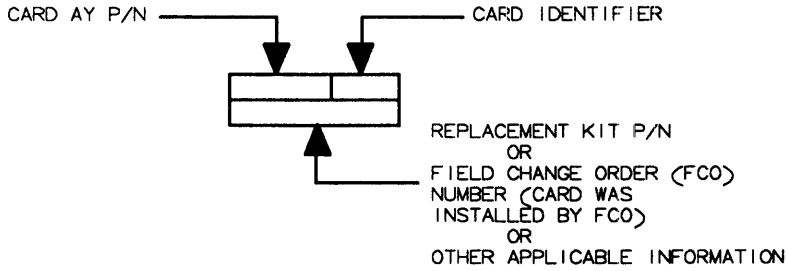 CARD AY P/N
CARD IDENTIFIER
REPLACEMENT KIT P/N
OR
FIELD CHANGE ORDER (FCO)
NUMBER (CARD WAS
INSTALLED BY FCO)
OR
OTHER APPLICABLE INFORMATION